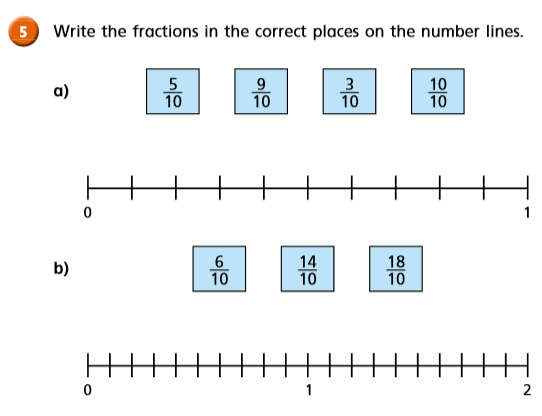 5 Write the fractions in the correct places on the number lines.
a) 5/10 9/10 3/10 10/10
0 1
b) 6/10 14/10 18/10
0 1 2